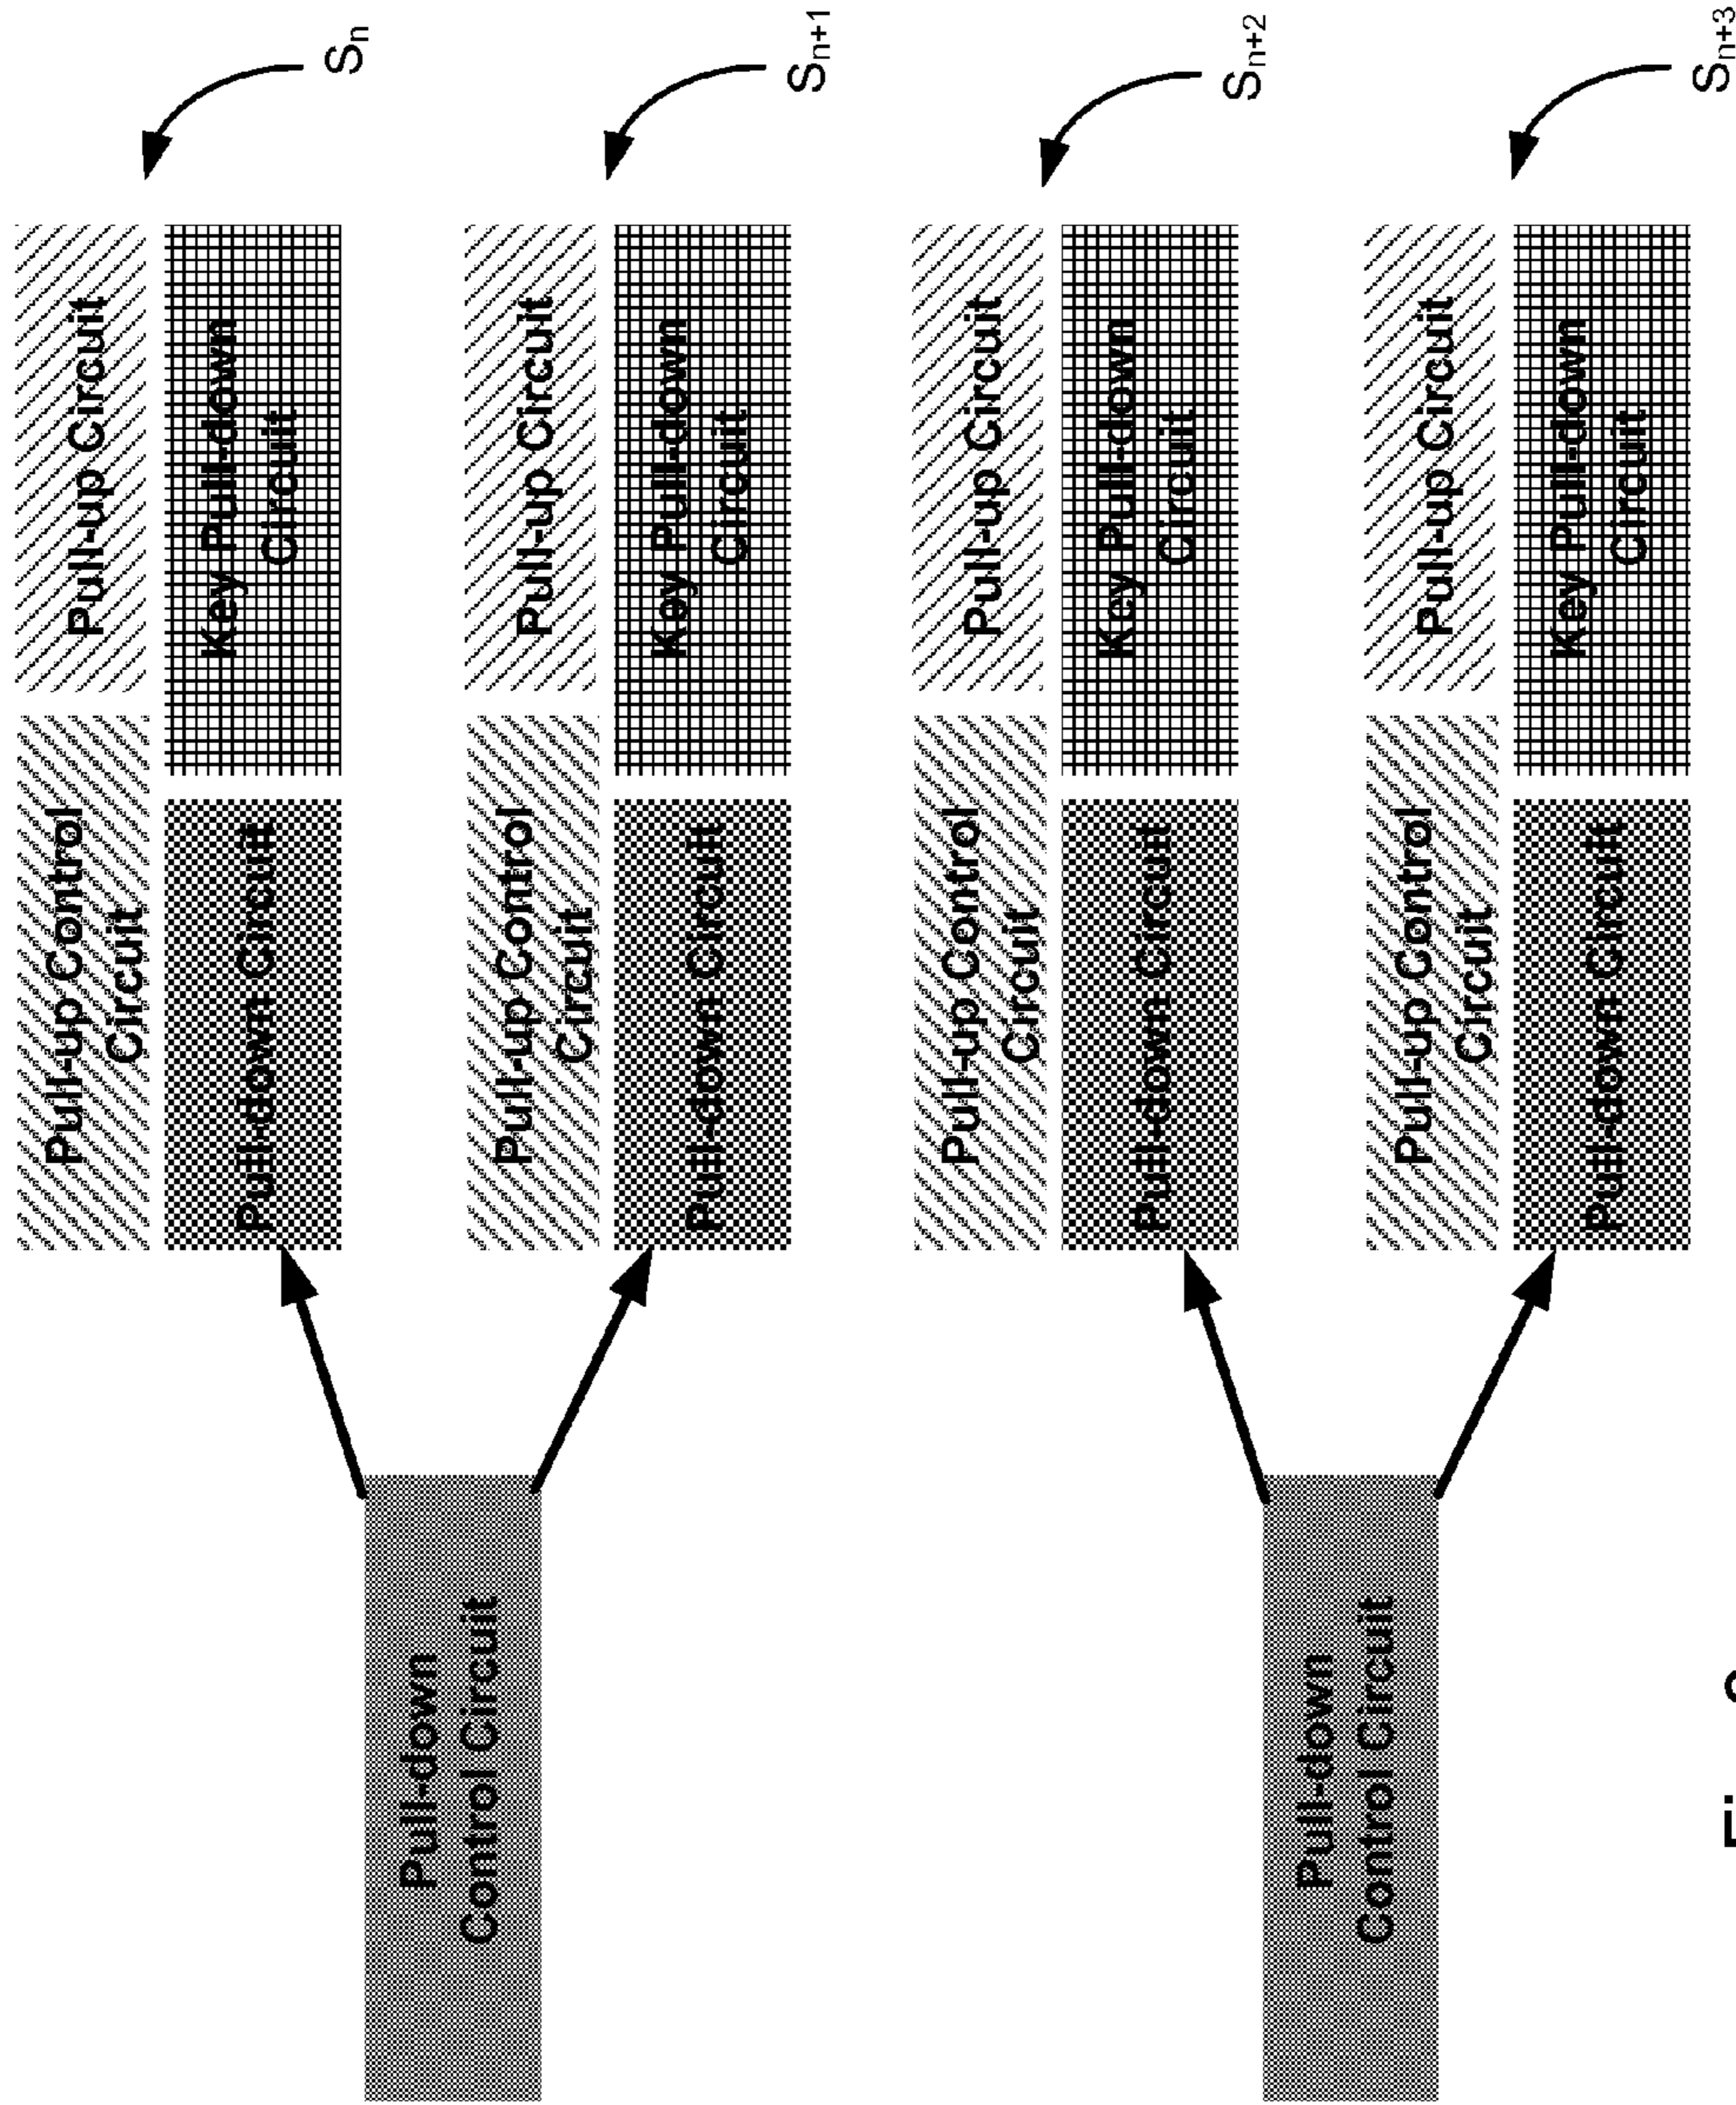 Pull-down
Control Circuit
Pull-up Control
Circuit
Pull-up Circuit
Pull-down Circuit
Key Pull-down
Circuit
Sn
Pull-up Control
Circuit
Pull-up Circuit
Pull-down Circuit
Key Pull-down
Circuit
Sn+1
Pull-down
Control Circuit
Pull-up Control
Circuit
Pull-up Circuit
Pull-down Circuit
Key Pull-down
Circuit
Sn+2
Pull-up Control
Circuit
Pull-up Circuit
Pull-down Circuit
Key Pull-down
Circuit
Sn+3